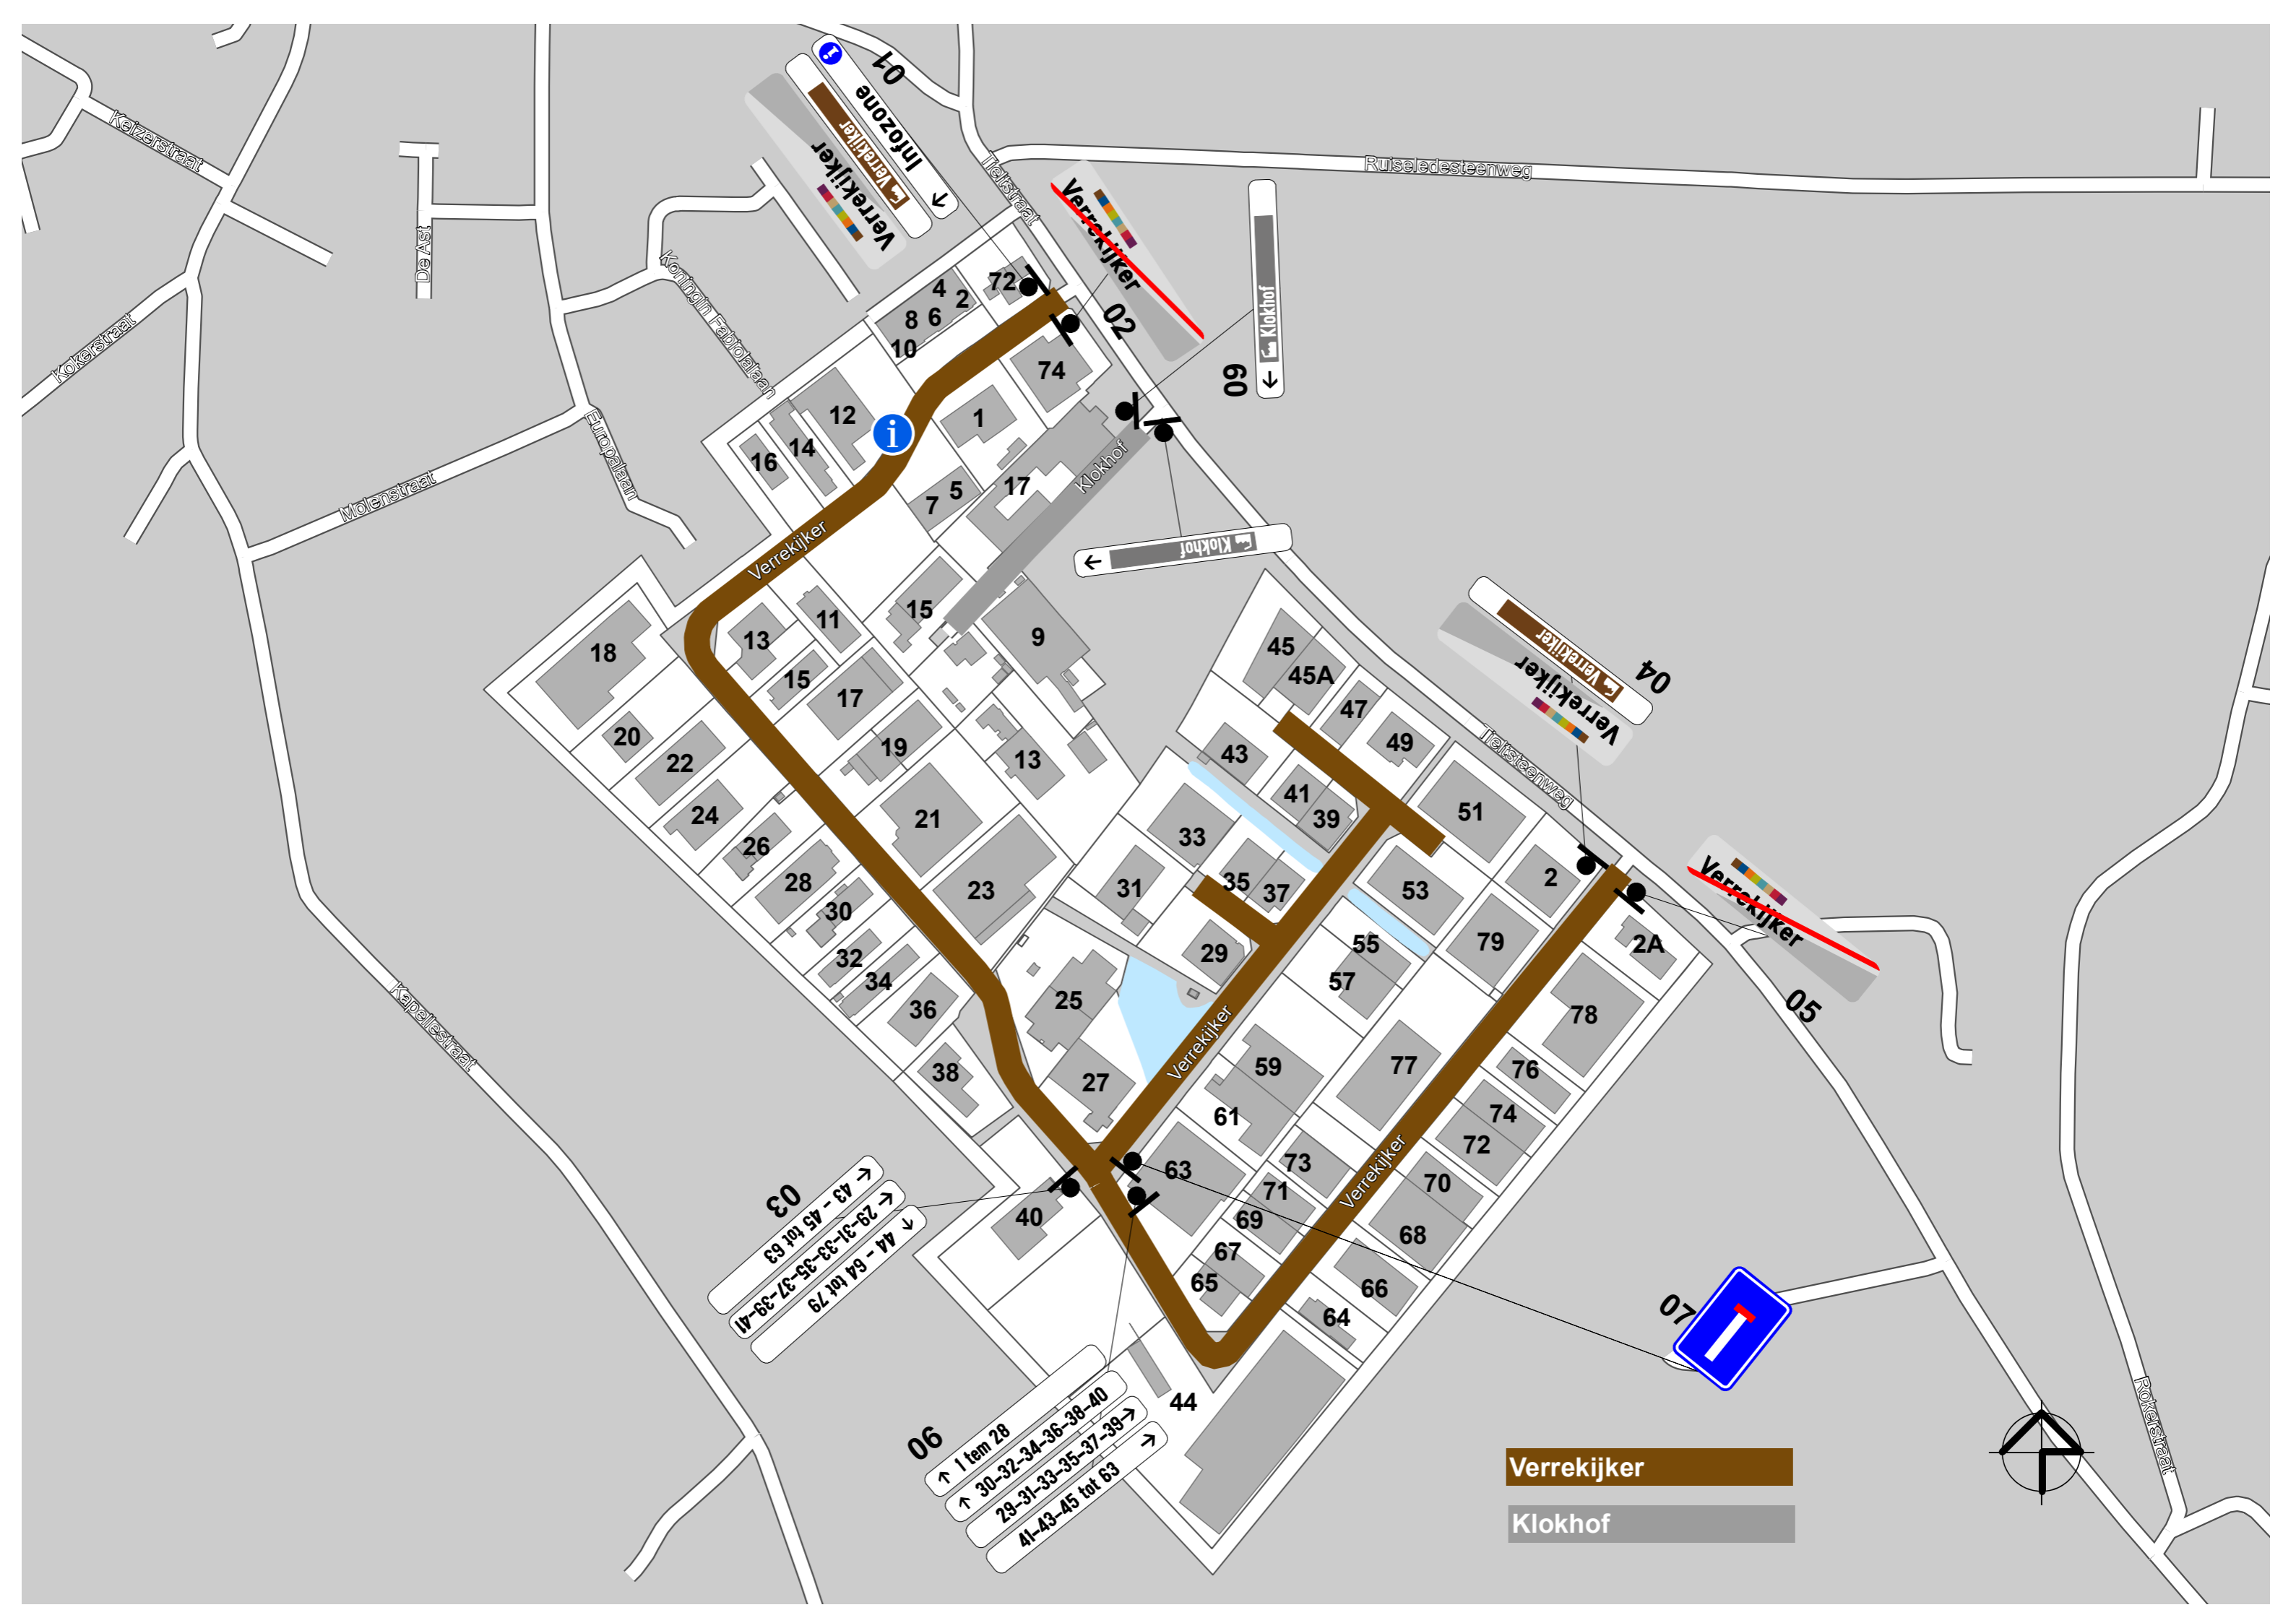 01
Infozone
Verrekijker
Verrekijker
Keizerstraat
De Ast
Kokerstraat
Koningin Fabiolalaan
Europalaan
Molenstraat
Kapellestraat
Tieltstraat
Ruiseledesteenweg
Verrekijker
02
09
Klokhof
Klokhof
Klokhof
04
Verrekijker
Verrekijker
Tieltsteenweg
Verrekijker
05
72
4
2
8
6
10
74
12
1
14
16
5
7
17
Verrekijker
13
11
15
9
18
15
17
20
22
19
13
24
21
26
28
23
30
32
34
36
38
25
27
45
45A
47
49
43
41
39
51
33
35
37
31
29
53
2
2A
55
57
79
78
Verrekijker
59
61
77
76
74
72
63
73
71
69
70
68
Verrekijker
67
65
66
64
40
44
03
43 - 45 tot 63
29-31-33-35-37-39-41
44 - 64 tot 79
06
1 tem 28
30-32-34-36-38-40
29-31-33-35-37-39
41-43-45 tot 63
07
Rokerstraat
Verrekijker
Klokhof